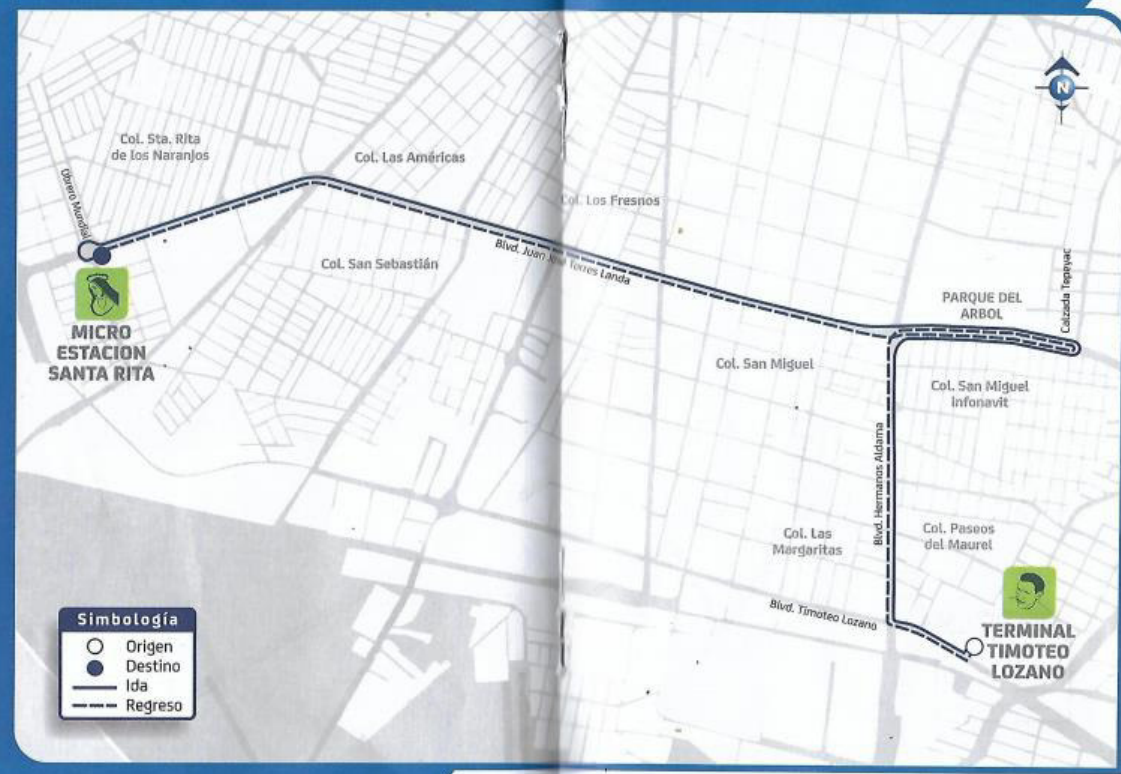 N
Col. Sta. Rita
de los Naranjos
Col. Las Américas
Obrero Mundial
Col. Los Fresnos
Col. San Sebastián
Blvd. Juan José Torres Landa
Calzada Tepeyac
PARQUE DEL
ARBOL
MICRO
ESTACION
SANTA RITA
Col. San Miguel
Col. San Miguel
Infonavit
Blvd. Hermanos Aldama
Col. Las
Margaritas
Col. Paseos
del Maurel
Blvd. Timoteo Lozano
TERMINAL
TIMOTEO
LOZANO
Simbología
Origen
Destino
Ida
Regreso